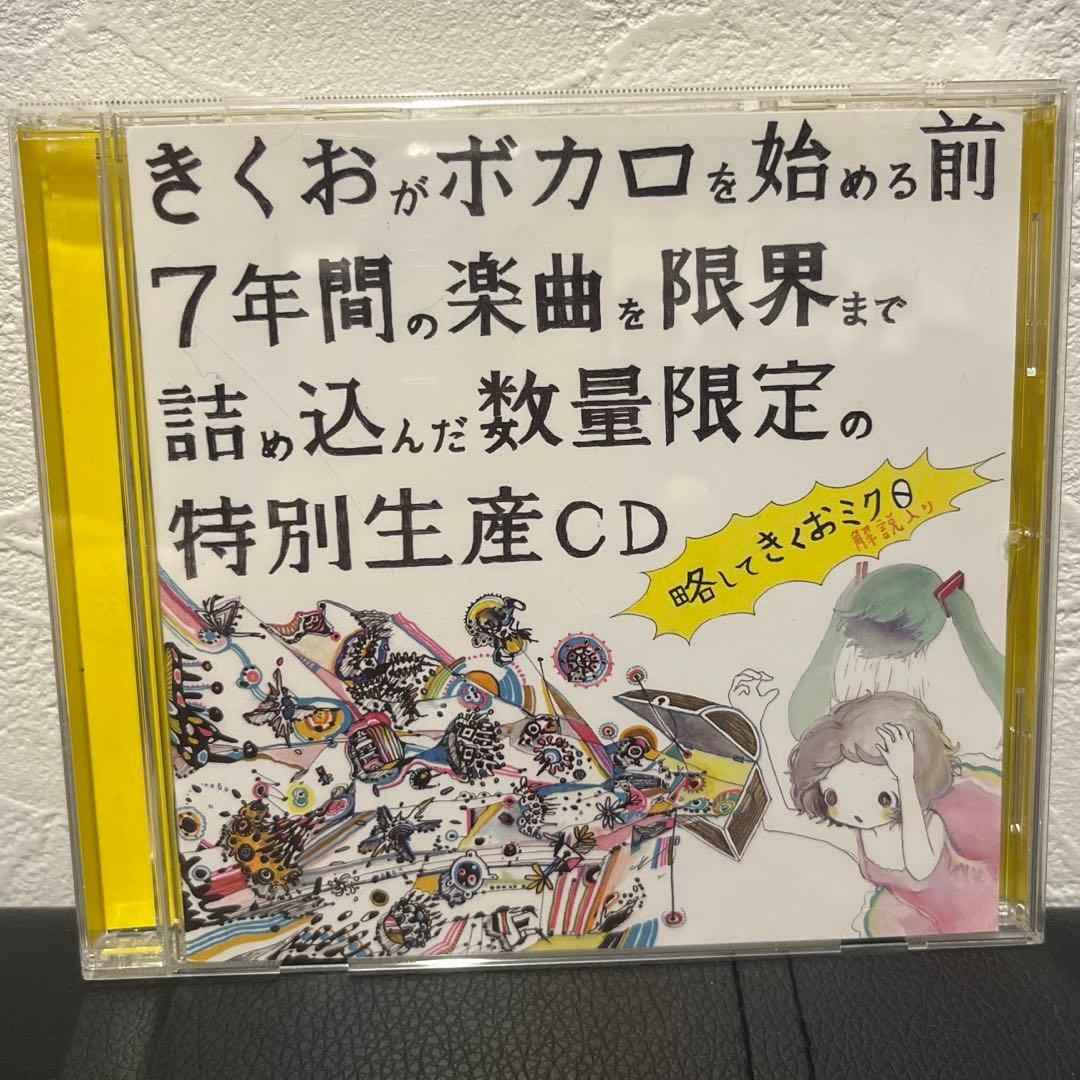 きくおがボカロを始める前
7年間の楽曲を限界まで
詰め込んだ数量限定の
特別生産CD
略してきくおミク0
解説入り